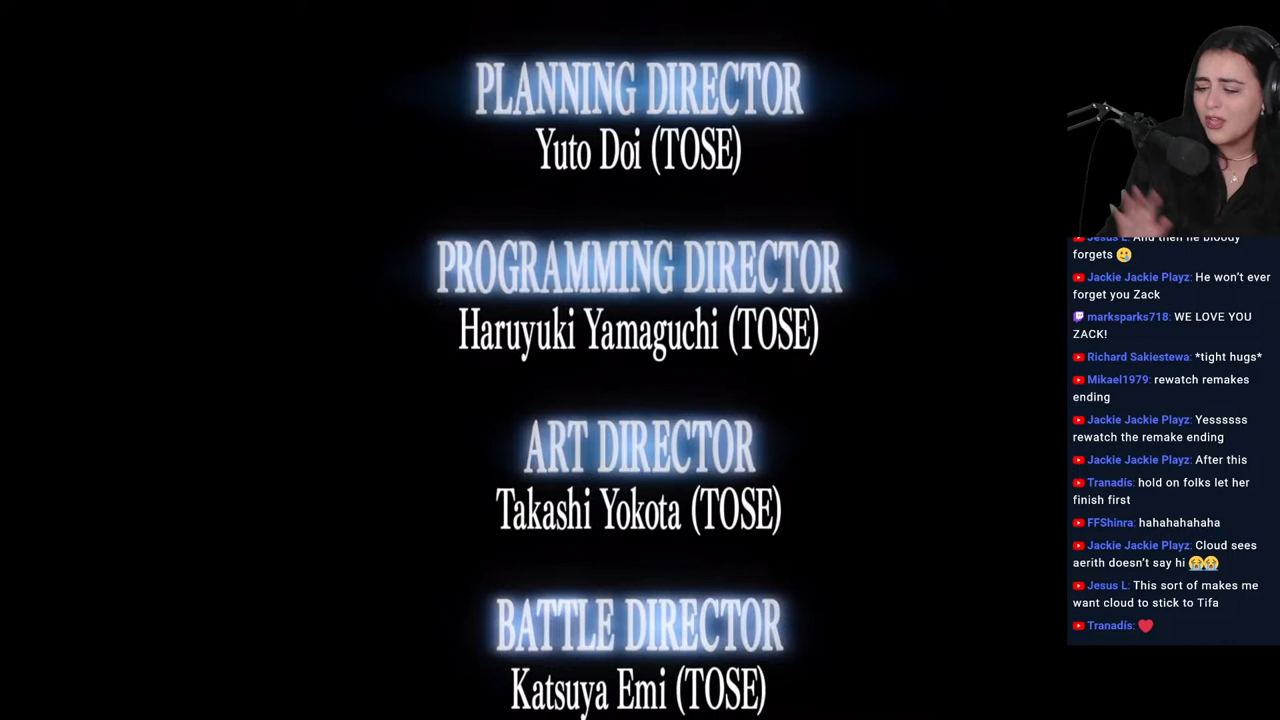 PLANNING DIRECTOR
Yuto Doi (TOSE)
PROGRAMMING DIRECTOR
Haruyuki Yamaguchi (TOSE)
ART DIRECTOR
Takashi Yokota (TOSE)
BATTLE DIRECTOR
Katsuya Emi (TOSE)
Jesus L: And then he bloody
forgets 🥲
Jackie Jackie Playz: He won't ever
forget you Zack
marksparks718: WE LOVE YOU
ZACK!
Richard Sakiestewa: *tight hugs*
Mikael1979: rewatch remakes
ending
Jackie Jackie Playz: Yessssss
rewatch the remake ending
Jackie Jackie Playz: After this
Tranadís: hold on folks let her
finish first
FFShinra: hahahahahaha
Jackie Jackie Playz: Cloud sees
aerith doesn't say hi 😭😭
Jesus L: This sort of makes me
want cloud to stick to Tifa
Tranadís: ❤️